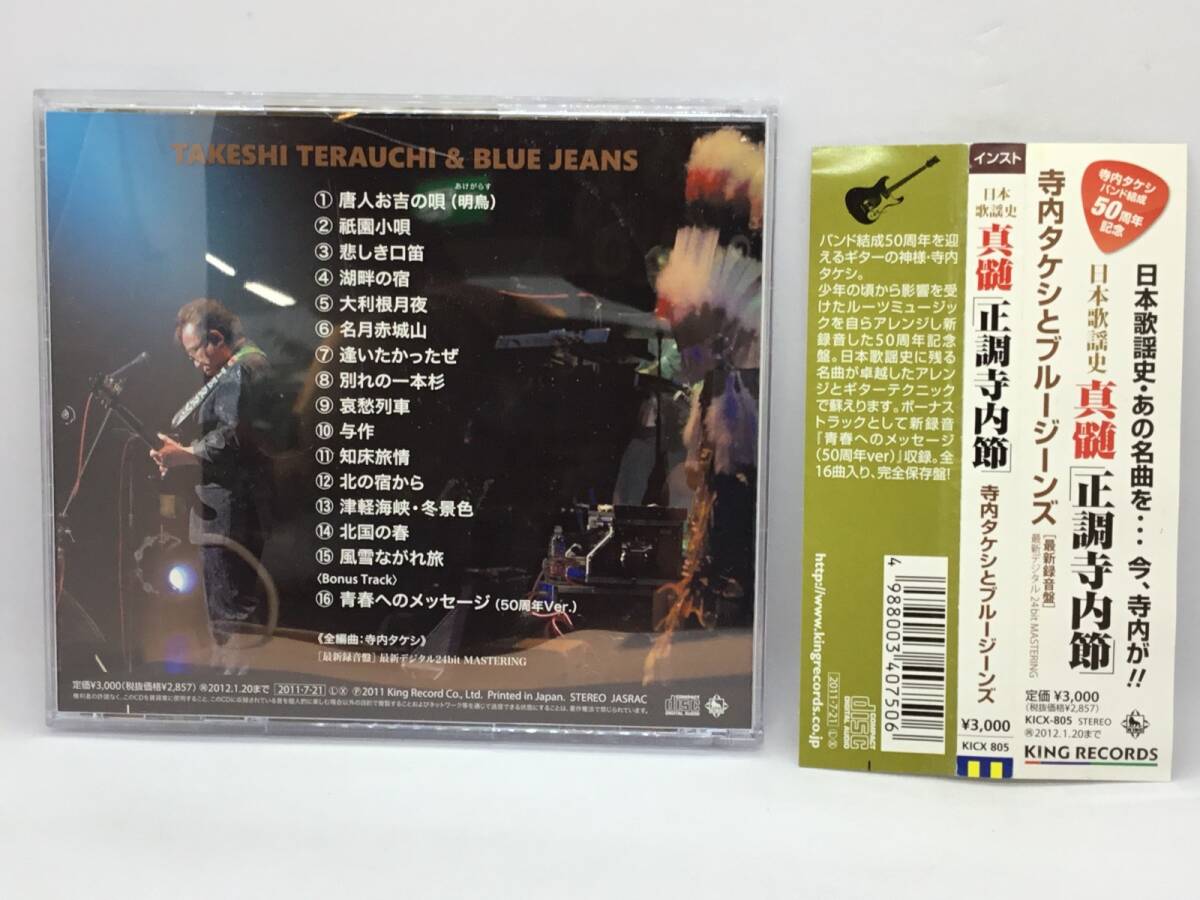 TAKESHI TERAUCHI & BLUE JEANS
あけがらす
① 唐人お吉の唄(明烏)
② 祇園小唄
③ 悲しき口笛
④ 湖畔の宿
⑤ 大利根月夜
⑥ 名月赤城山
⑦ 逢いたかったぜ
⑧ 別れの一本杉
⑨ 哀愁列車
⑩ 与作
⑪ 知床旅情
⑫ 北の宿から
⑬ 津軽海峡・冬景色
⑭ 北国の春
⑮ 風雪ながれ旅
〈Bonus Track〉
⑯ 青春へのメッセージ(50周年Ver.)
《全編曲:寺内タケシ》
[最新録音盤] 最新デジタル24bit MASTERING
定価¥3,000(税抜価格¥2,857) 再2012.1.20まで 2011・7・21 Ⓛ Ⓧ Ⓟ 2011 King Record Co., Ltd. Printed in Japan. STEREO JASRAC
COMPACT
disc
DIGITAL AUDIO
バンド結成50周年を迎
えるギターの神様・寺内
タケシ。
少年の頃から影響を受
けたルーツミュージッ
クを自らアレンジし新
録音した50周年記念
盤。日本歌謡史に残る
名曲が卓越したアレン
ジとギターテクニック
で蘇えります。ボーナス
トラックとして新録音
『青春へのメッセージ
(50周年ver)』収録。全
16曲入り、完全保存盤!
http://www.kingrecords.co.jp
4 988003 407506
2011・7・21 Ⓛ Ⓧ
COMPACT
disc
DIGITAL AUDIO
インスト
日本
歌謡史
真髄「正調寺内節」
寺内タケシとブルージーンズ
¥3,000
KICX 805
寺内タケシ
バンド結成
50周年
記念
日本歌謡史・あの名曲を・・・今、寺内が!!
日本歌謡史 真髄「正調寺内節」
寺内タケシとブルージーンズ
[最新録音盤]
最新デジタル 24bit MASTERING
定価 ¥3,000
(税抜価格¥2,857)
KICX-805 STEREO
再2012.1.20まで
KING RECORDS